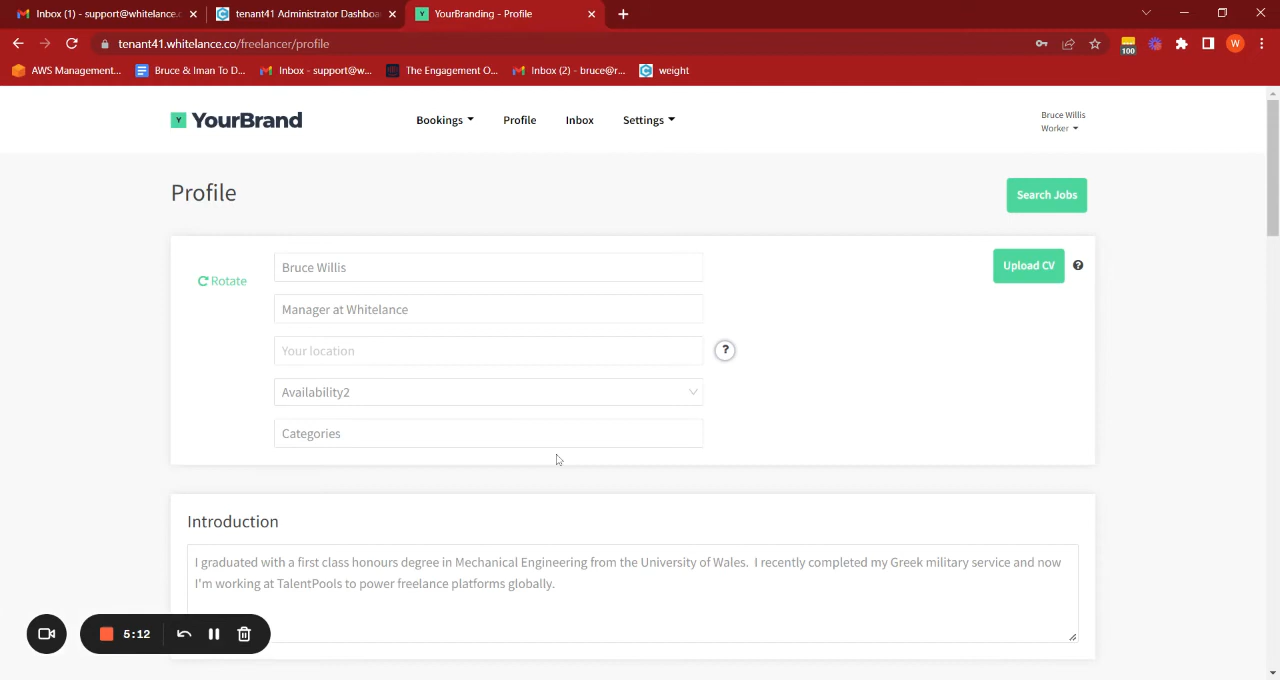 Inbox (1) - support@whitelance.c
tenant41 Administrator Dashboa
YourBranding - Profile
tenant41.whitelance.co/freelancer/profile
100
W
AWS Management...
Bruce & Iman To D...
Inbox - support@w...
The Engagement O...
Inbox (2) - bruce@r...
weight
Y YourBrand
Bookings
Profile
Inbox
Settings
Bruce Willis
Worker
Profile
Search Jobs
Rotate
Bruce Willis
Upload CV
?
Manager at Whitelance
Your location
?
Availability2
Categories
Introduction
I graduated with a first class honours degree in Mechanical Engineering from the University of Wales. I recently completed my Greek military service and now
I'm working at TalentPools to power freelance platforms globally.
5:12